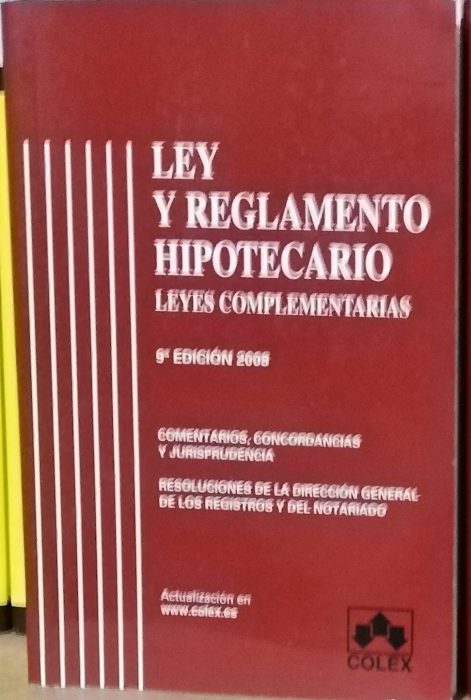 LEY
Y REGLAMENTO
HIPOTECARIO
LEYES COMPLEMENTARIAS
9ª EDICIÓN 2008
COMENTARIOS, CONCORDANCIAS
Y JURISPRUDENCIA
RESOLUCIONES DE LA DIRECCIÓN GENERAL
DE LOS REGISTROS Y DEL NOTARIADO
Actualización en
www.colex.es
COLEX